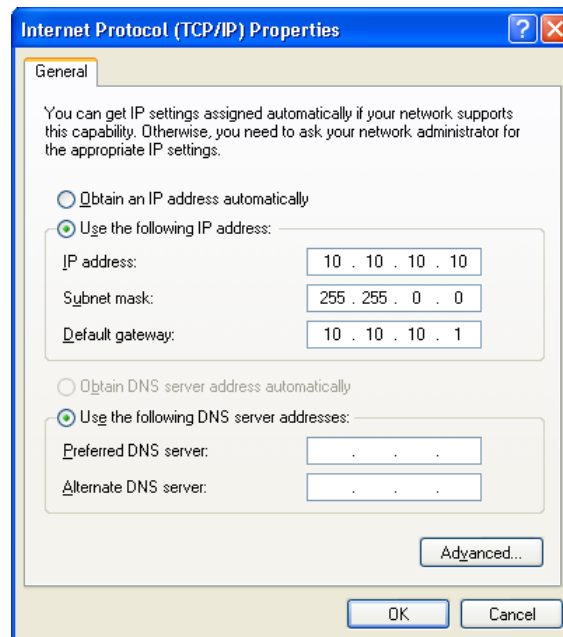 Internet Protocol (TCP/IP) Properties
General
You can get IP settings assigned automatically if your network supports
this capability. Otherwise, you need to ask your network administrator for
the appropriate IP settings.
Obtain an IP address automatically
Use the following IP address:
IP address: 10 . 10 . 10 . 10
Subnet mask: 255 . 255 . 0 . 0
Default gateway: 10 . 10 . 10 . 1
Obtain DNS server address automatically
Use the following DNS server addresses:
Preferred DNS server: . . .
Alternate DNS server: . . .
Advanced...
OK Cancel